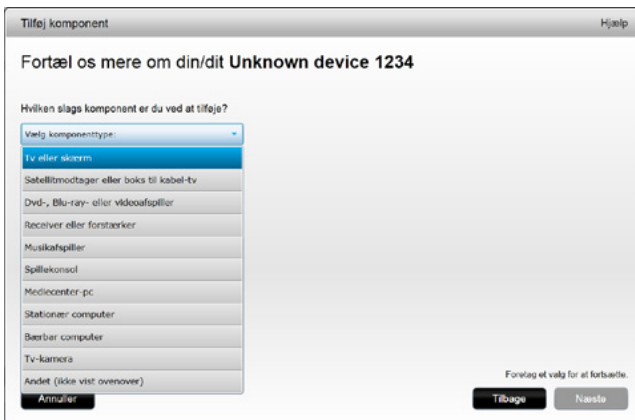 Tilføj komponent
Hjælp
Fortæl os mere om din/dit Unknown device 1234
Hvilken slags komponent er du ved at tilføje?
Vælg komponenttype:
Tv eller skærm
Satellitmodtager eller boks til kabel-tv
Dvd-, Blu-ray- eller videoafspiller
Receiver eller forstærker
Musikafspiller
Spillekonsol
Mediecenter-pc
Stationær computer
Bærbar computer
Tv-kamera
Andet (ikke vist ovenover)
Foretag et valg for at fortsætte.
Annuller
Tilbage
Næste